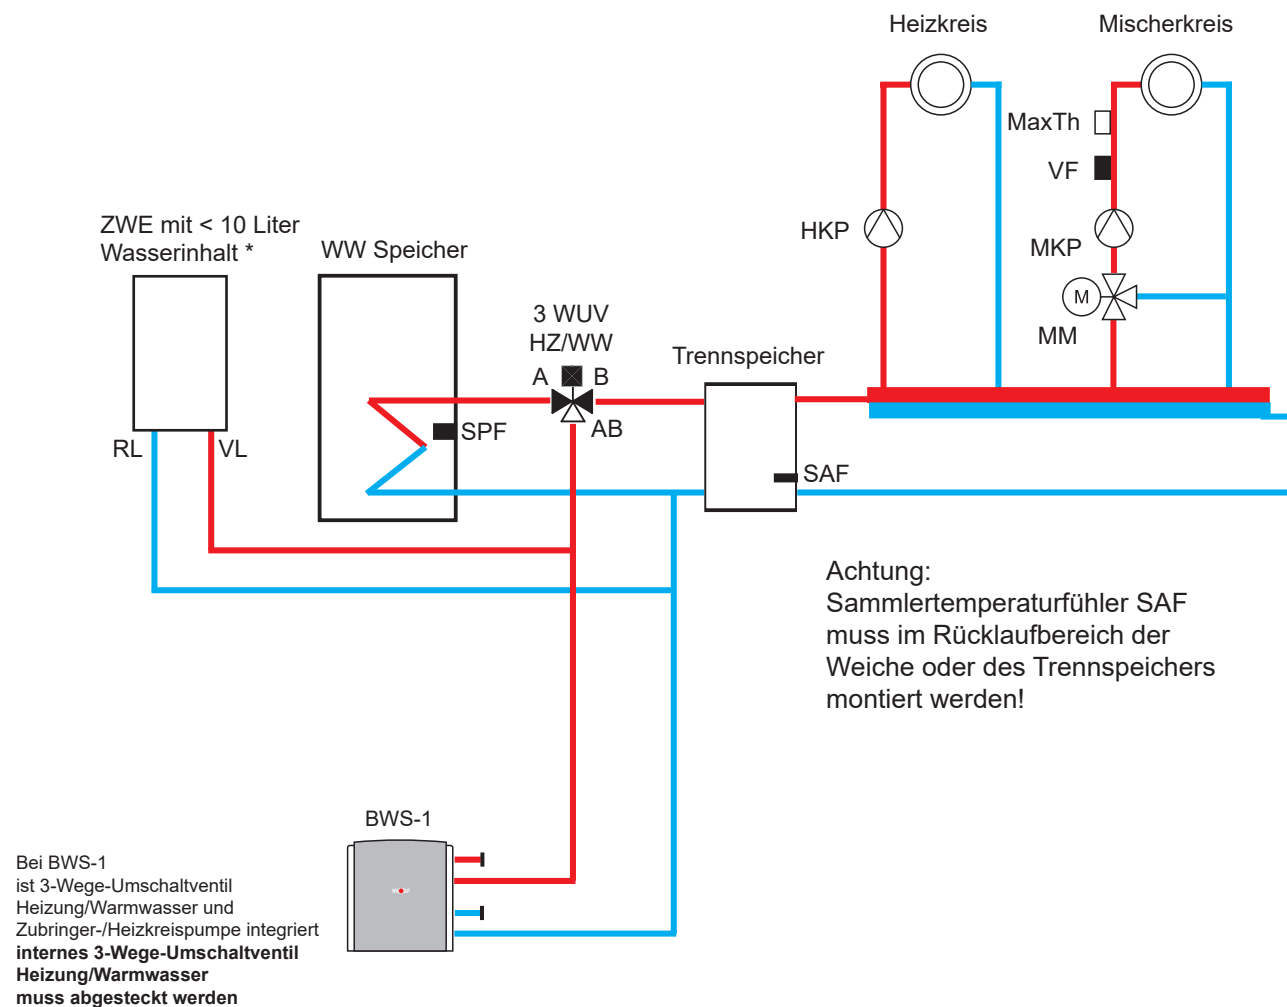 Heizkreis
Mischerkreis
MaxTh
VF
HKP
MKP
M
MM
ZWE mit < 10 Liter
Wasserinhalt *
WW Speicher
3 WUV
HZ/WW
A
B
AB
Trennspeicher
RL
VL
SPF
SAF
Achtung:
Sammlertemperaturfühler SAF
muss im Rücklaufbereich der
Weiche oder des Trennspeichers
montiert werden!
BWS-1
Bei BWS-1
ist 3-Wege-Umschaltventil
Heizung/Warmwasser und
Zubringer-/Heizkreispumpe integriert
internes 3-Wege-Umschaltventil
Heizung/Warmwasser
muss abgesteckt werden